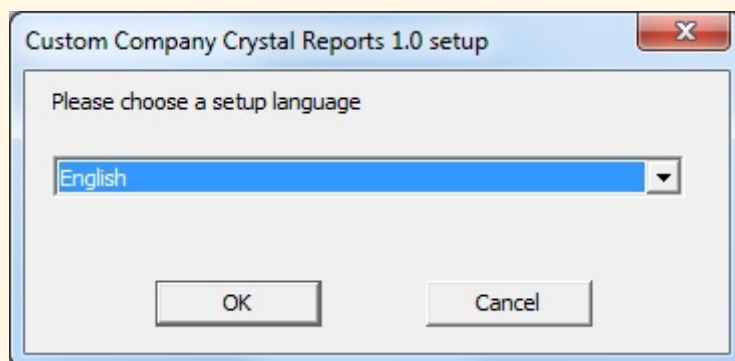 Custom Company Crystal Reports 1.0 setup
Please choose a setup language
English
OK
Cancel